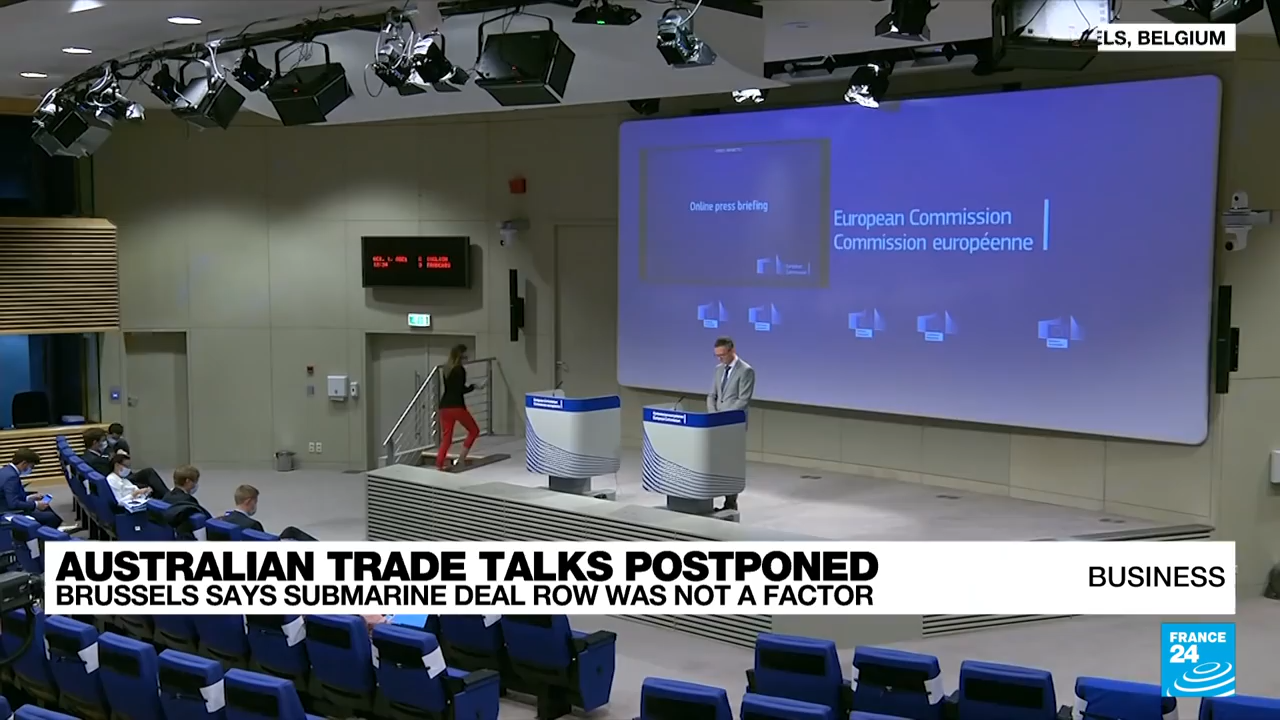 ELS, BELGIUM
Online press briefing
European Commission
Commission européenne
AUSTRALIAN TRADE TALKS POSTPONED
BRUSSELS SAYS SUBMARINE DEAL ROW WAS NOT A FACTOR
BUSINESS
FRANCE
24